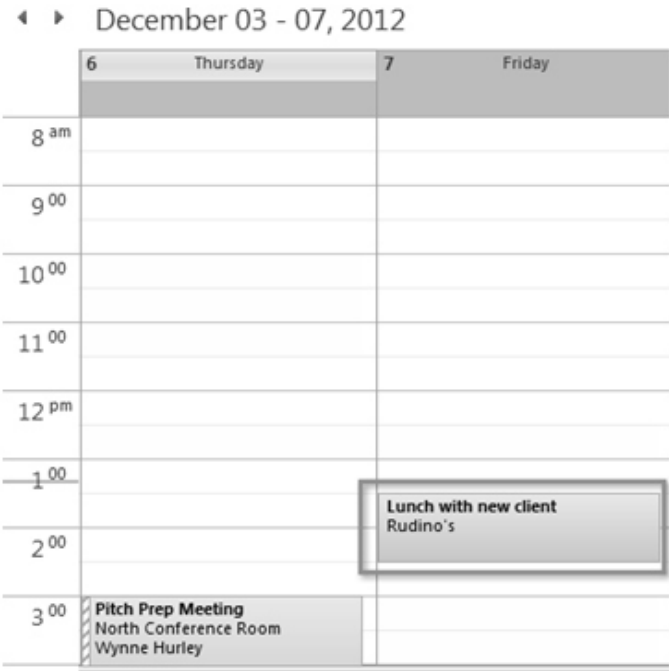 December 03 - 07, 2012
6 Thursday 7 Friday
8 am
9 00
10 00
11 00
12 pm
1 00
Lunch with new client
Rudino's
2 00
3 00
Pitch Prep Meeting
North Conference Room
Wynne Hurley